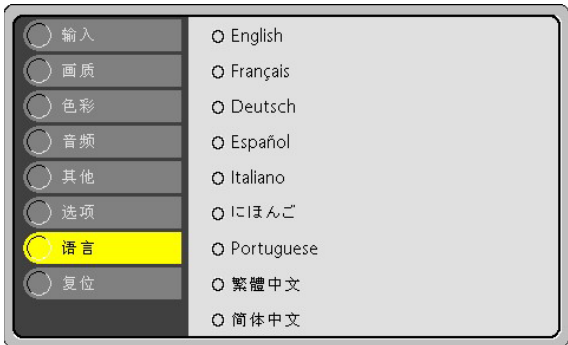 输入
画质
色彩
音频
其他
选项
语言
复位
English
Français
Deutsch
Español
Italiano
にほんご
Portuguese
繁體中文
简体中文